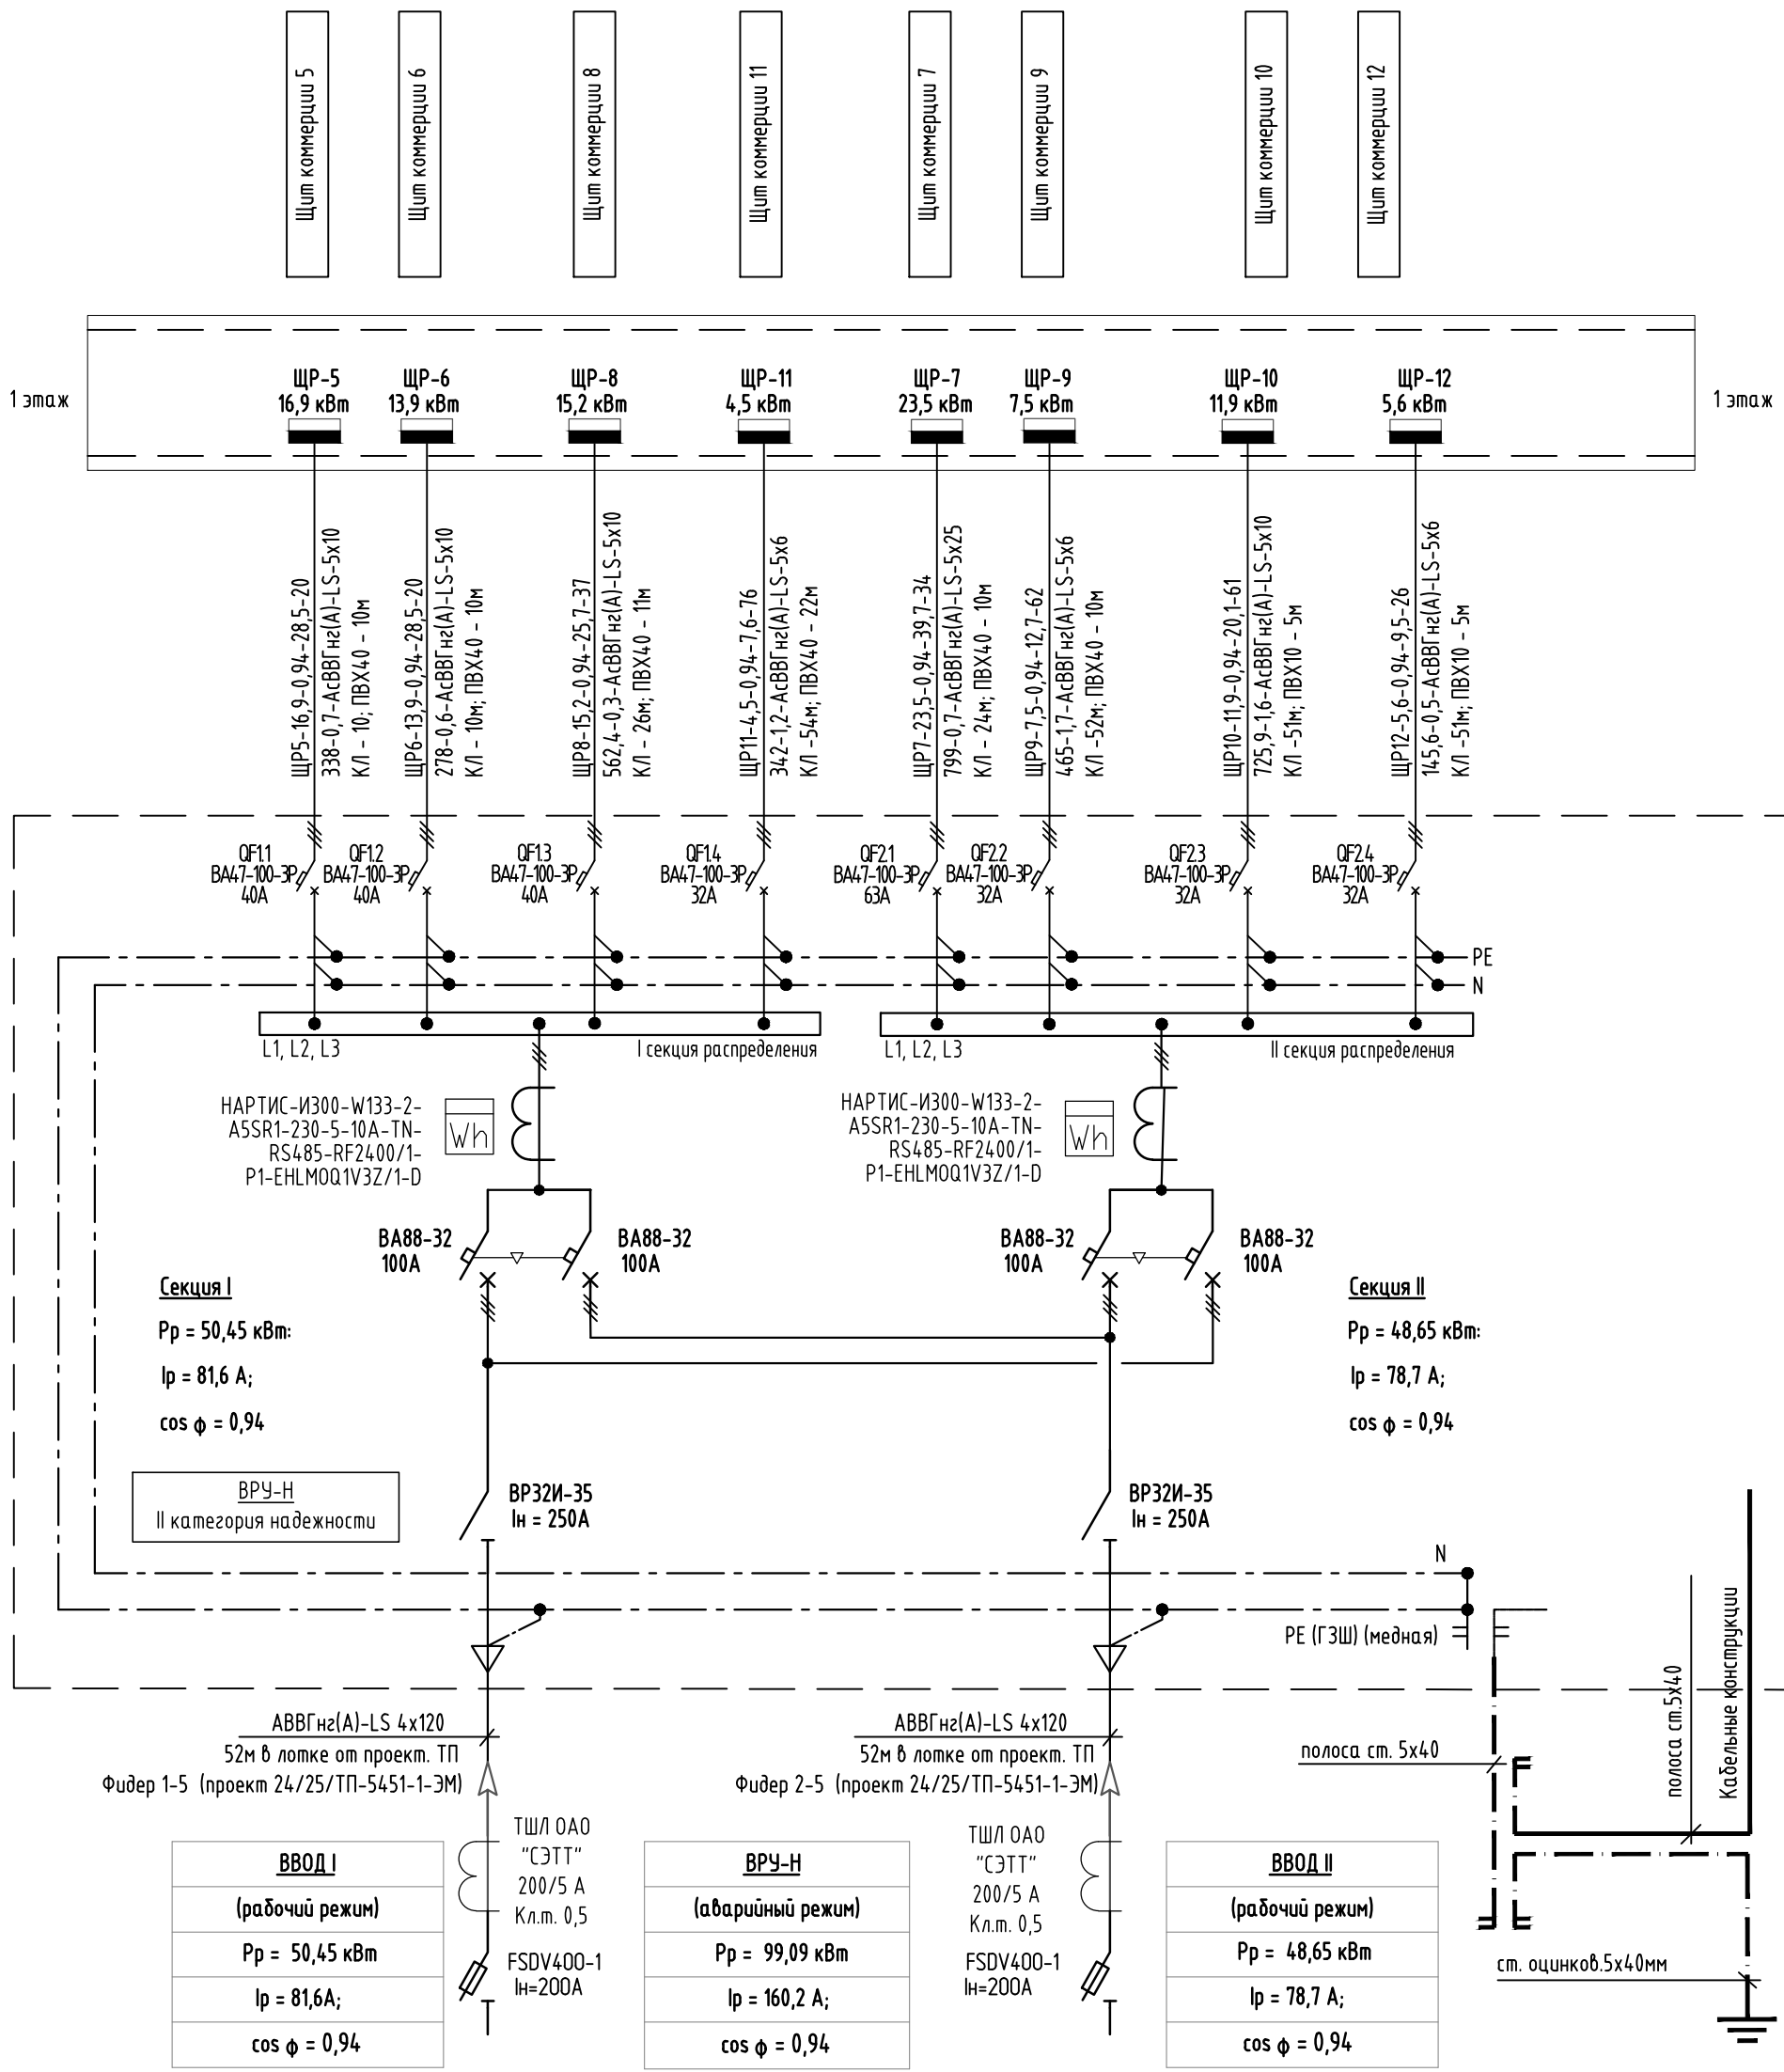 Щит коммерции 5
Щит коммерции 6
Щит коммерции 8
Щит коммерции 11
Щит коммерции 7
Щит коммерции 9
Щит коммерции 10
Щит коммерции 12
1 этаж
ЩР-5
16,9 кВт
ЩР-6
13,9 кВт
ЩР-8
15,2 кВт
ЩР-11
4,5 кВт
ЩР-7
23,5 кВт
ЩР-9
7,5 кВт
ЩР-10
11,9 кВт
ЩР-12
5,6 кВт
1 этаж
ЩР5-16,9-0,94-28,5-20
338-0,7-АсВВГнг(А)-LS-5х10
КЛ - 10; ПВХ40 - 10м
ЩР6-13,9-0,94-28,5-20
278-0,6-АсВВГнг(А)-LS-5х10
КЛ - 10м; ПВХ40 - 10м
ЩР8-15,2-0,94-25,7-37
562,4-0,3-АсВВГнг(А)-LS-5х10
КЛ - 26м; ПВХ40 - 11м
ЩР11-4,5-0,94-7,6-76
342-1,2-АсВВГнг(А)-LS-5х6
КЛ -54м; ПВХ40 - 22м
ЩР7-23,5-0,94-39,7-34
799-0,7-АсВВГнг(А)-LS-5х25
КЛ - 24м; ПВХ40 - 10м
ЩР9-7,5-0,94-12,7-62
465-1,7-АсВВГнг(А)-LS-5х6
КЛ -52м; ПВХ40 - 10м
ЩР10-11,9-0,94-20,1-61
725,9-1,6-АсВВГнг(А)-LS-5х10
КЛ -51м; ПВХ10 - 5м
ЩР12-5,6-0,94-9,5-26
145,6-0,5-АсВВГнг(А)-LS-5х6
КЛ -51м; ПВХ10 - 5м
QF1.1
ВА47-100-3Р
40А
QF1.2
ВА47-100-3Р
40А
QF1.3
ВА47-100-3Р
40А
QF1.4
ВА47-100-3Р
32А
QF2.1
ВА47-100-3Р
63А
QF2.2
ВА47-100-3Р
32А
QF2.3
ВА47-100-3Р
32А
QF2.4
ВА47-100-3Р
32А
PE
N
L1, L2, L3
I секция распределения
L1, L2, L3
II секция распределения
НАРТИС-И300-W133-2-
A5SR1-230-5-10A-TN-
RS485-RF2400/1-
P1-EHLMOQ1V3Z/1-D
Wh
НАРТИС-И300-W133-2-
A5SR1-230-5-10A-TN-
RS485-RF2400/1-
P1-EHLMOQ1V3Z/1-D
Wh
ВА88-32
100А
ВА88-32
100А
ВА88-32
100А
ВА88-32
100А
Секция I
Рр = 50,45 кВт:
Iр = 81,6 А;
cos φ = 0,94
Секция II
Рр = 48,65 кВт:
Iр = 78,7 А;
cos φ = 0,94
ВРУ-Н
II категория надежности
ВР32И-35
Iн = 250А
ВР32И-35
Iн = 250А
N
PE (ГЗШ) (медная)
полоса ст.5х40
Кабельные конструкции
АВВГнг(А)-LS 4х120
52м в лотке от проект. ТП
Фидер 1-5 (проект 24/25/ТП-5451-1-ЭМ)
АВВГнг(А)-LS 4х120
52м в лотке от проект. ТП
Фидер 2-5 (проект 24/25/ТП-5451-1-ЭМ)
полоса ст. 5х40
ТШЛ ОАО
"СЭТТ"
200/5 А
Кл.т. 0,5
FSDV400-1
Iн=200А
ТШЛ ОАО
"СЭТТ"
200/5 А
Кл.т. 0,5
FSDV400-1
Iн=200А
ВВОД I
(рабочий режим)
Рр = 50,45 кВт
Iр = 81,6А;
cos φ = 0,94
ВРУ-Н
(аварийный режим)
Рр = 99,09 кВт
Iр = 160,2 А;
cos φ = 0,94
ВВОД II
(рабочий режим)
Рр = 48,65 кВт
Iр = 78,7 А;
cos φ = 0,94
ст. оцинков.5х40мм